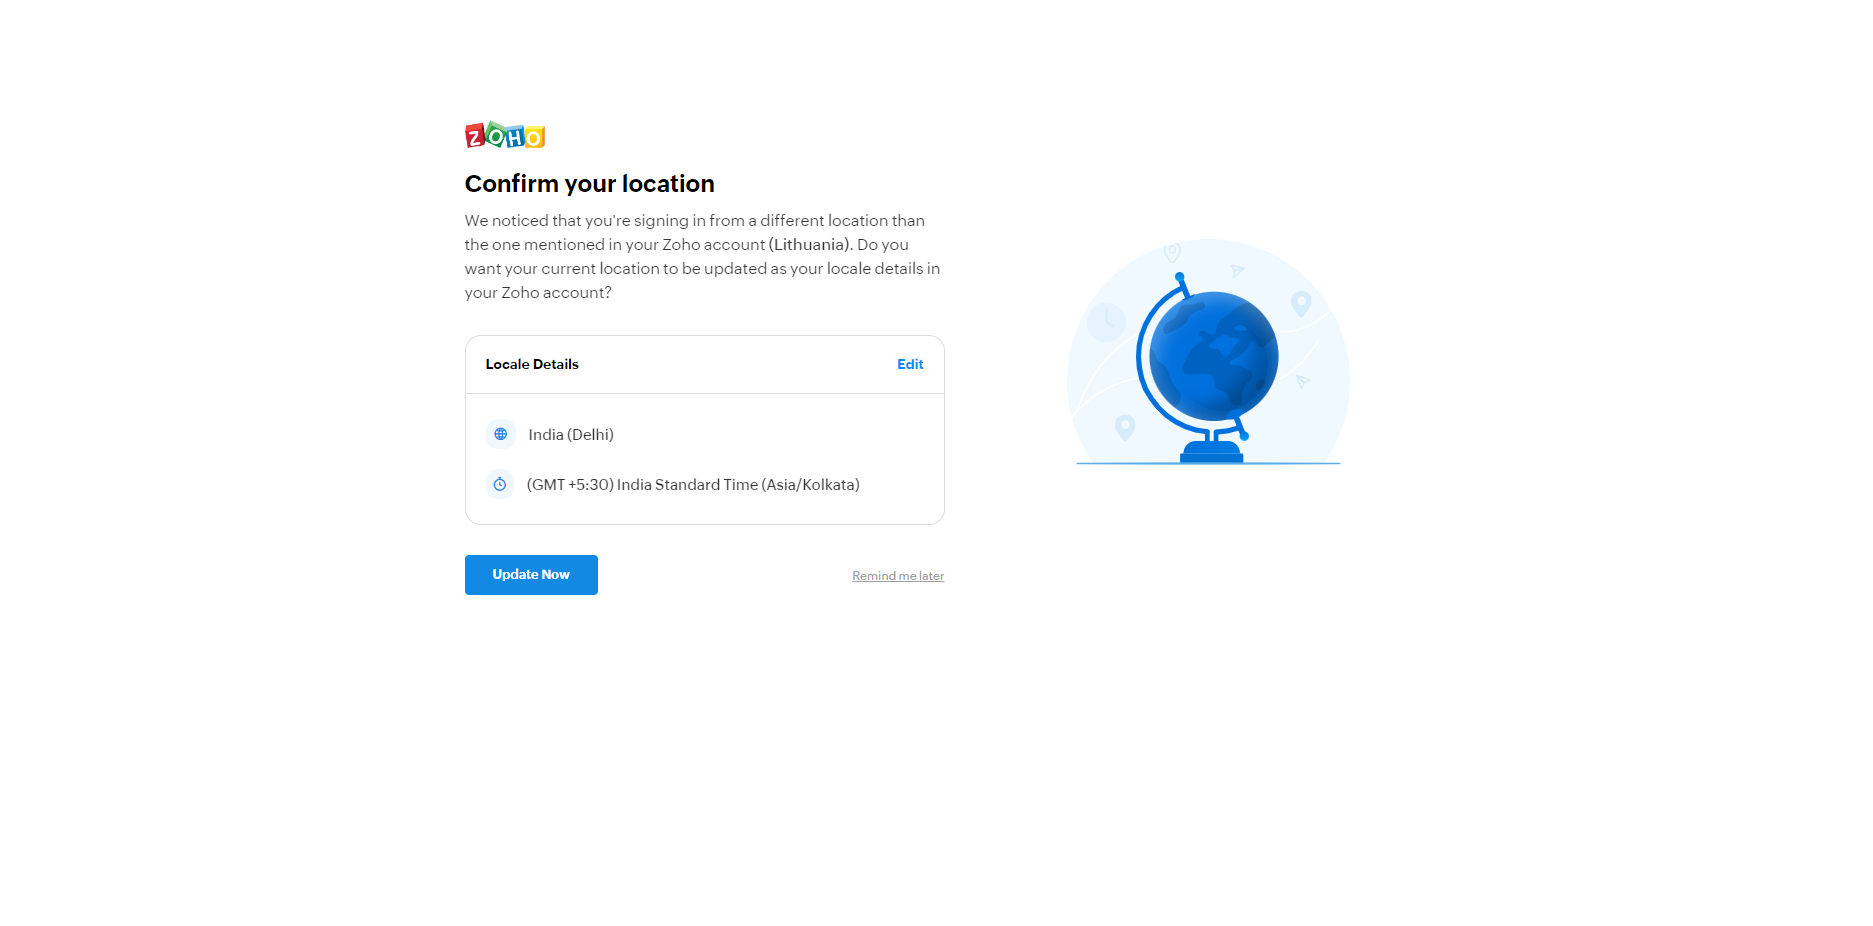 ZOHO
Confirm your location
We noticed that you're signing in from a different location than
the one mentioned in your Zoho account (Lithuania). Do you
want your current location to be updated as your locale details in
your Zoho account?
Locale Details
Edit
India (Delhi)
(GMT +5:30) India Standard Time (Asia/Kolkata)
Update Now
Remind me later